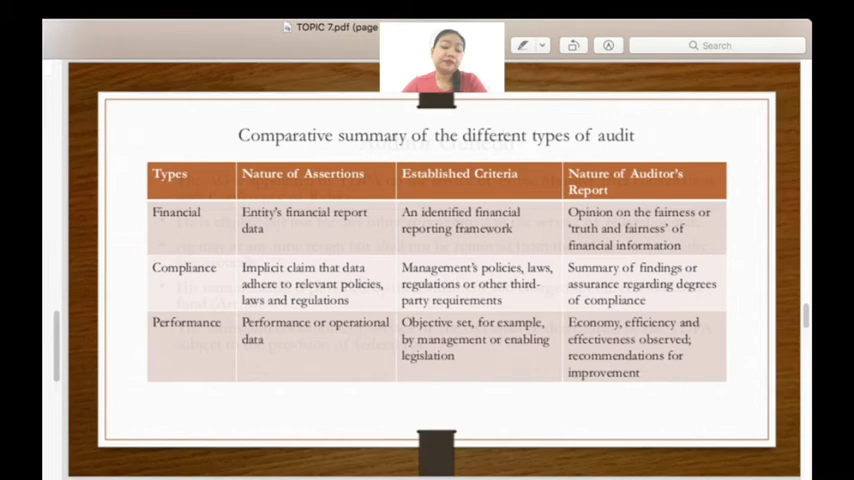 TOPIC 7.pdf (page
Search
Comparative summary of the different types of audit
Types
Nature of Assertions
Established Criteria
Nature of Auditor's
Report
Financial
Entity's financial report
data
An identified financial
reporting framework
Opinion on the fairness or
'truth and fairness' of
financial information
Compliance
Implicit claim that data
adhere to relevant policies,
laws and regulations
Management's policies, laws,
regulations or other third-
party requirements
Summary of findings or
assurance regarding degrees
of compliance
Performance
Performance or operational
data
Objective set, for example,
by management or enabling
legislation
Economy, efficiency and
effectiveness observed;
recommendations for
improvement